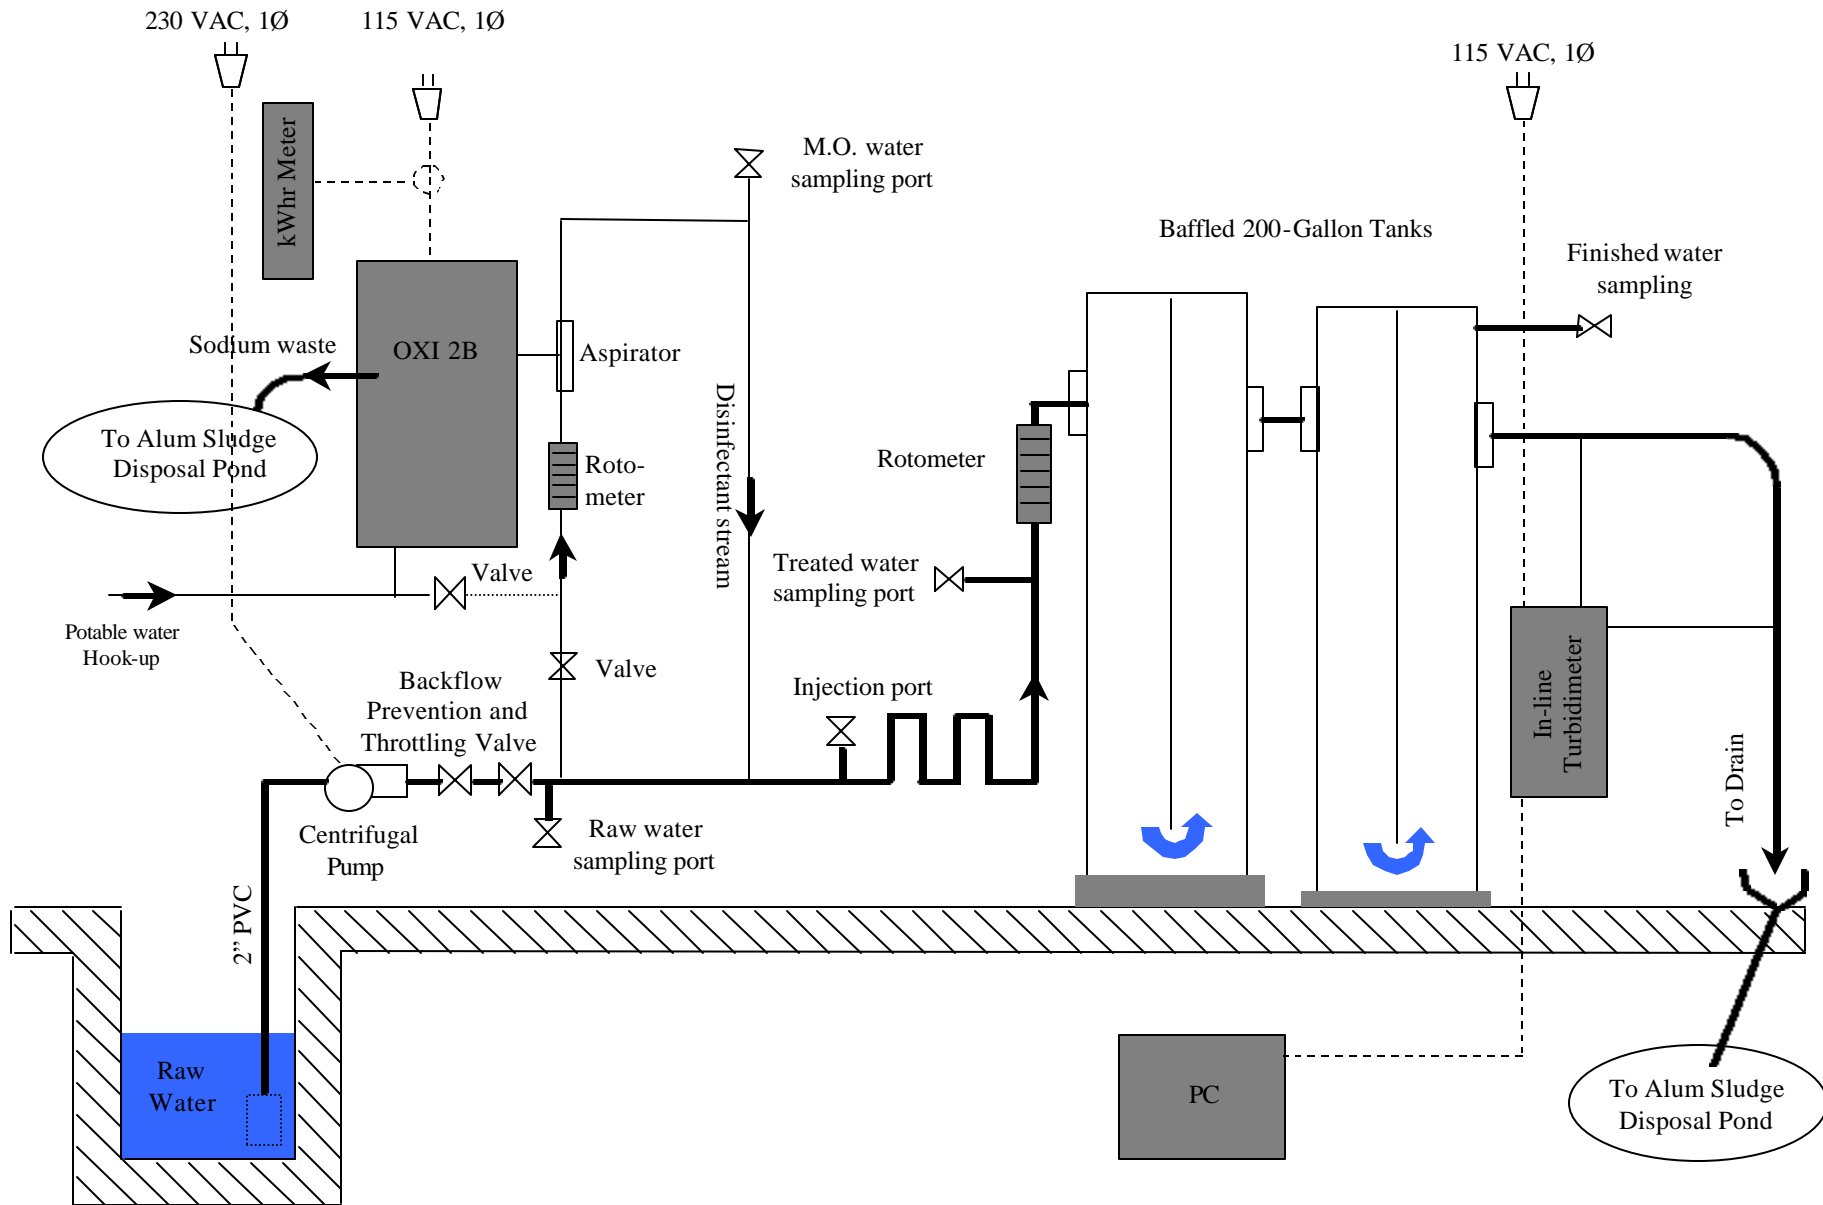 230 VAC, 1Ø
115 VAC, 1Ø
115 VAC, 1Ø
kWhr Meter
M.O. water
sampling port
Baffled 200-Gallon Tanks
Finished water
sampling
Sodium waste
OXI 2B
Aspirator
To Alum Sludge
Disposal Pond
Roto-
meter
Disinfectant stream
Rotometer
Valve
Treated water
sampling port
Potable water
Hook-up
Valve
Backflow
Prevention and
Throttling Valve
Injection port
In-line
Turbidimeter
To Drain
Centrifugal
Pump
Raw water
sampling port
2” PVC
Raw
Water
PC
To Alum Sludge
Disposal Pond